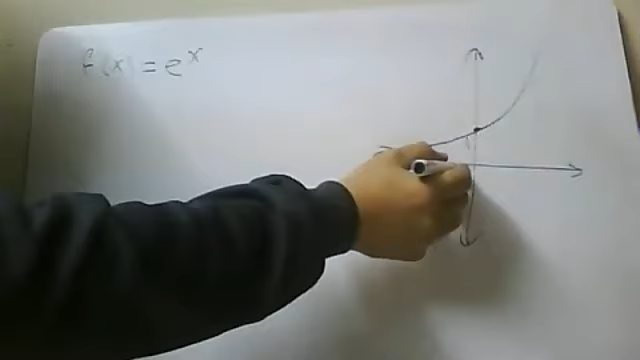 f(x) = e^x